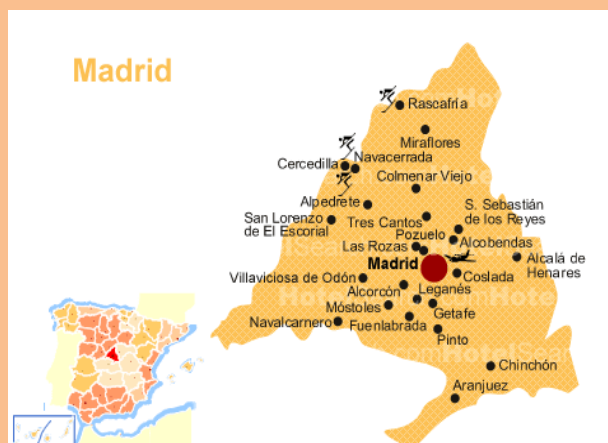 Madrid
Rascafría
Miraflores
Navacerrada
Cercedilla
Colmenar Viejo
Alpedrete
S. Sebastián
de los Reyes
San Lorenzo
de El Escorial
Tres Cantos
Pozuelo
Alcobendas
Las Rozas
Alcalá de
Henares
Madrid
Coslada
Villaviciosa de Odón
Alcorcón
Leganés
Móstoles
Getafe
Navalcarnero
Fuenlabrada
Pinto
Chinchón
Aranjuez